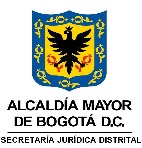 ALCALDÍA MAYOR
DE BOGOTÁ D.C.
SECRETARÍA JURÍDICA DISTRITAL